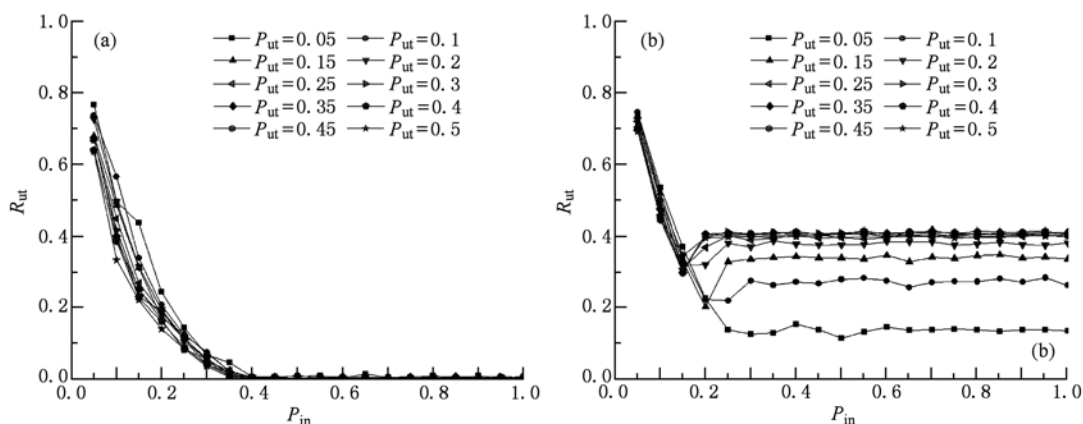 1.0
(a)
P_ut=0.05 P_ut=0.1
P_ut=0.15 P_ut=0.2
P_ut=0.25 P_ut=0.3
P_ut=0.35 P_ut=0.4
P_ut=0.45 P_ut=0.5
0.8
0.6
R_ut
0.4
0.2
0.0
0.0 0.2 0.4 0.6 0.8 1.0
P_in
1.0
(b)
P_ut=0.05 P_ut=0.1
P_ut=0.15 P_ut=0.2
P_ut=0.25 P_ut=0.3
P_ut=0.35 P_ut=0.4
P_ut=0.45 P_ut=0.5
0.8
0.6
R_ut
0.4
0.2
(b)
0.0
0.0 0.2 0.4 0.6 0.8 1.0
P_in